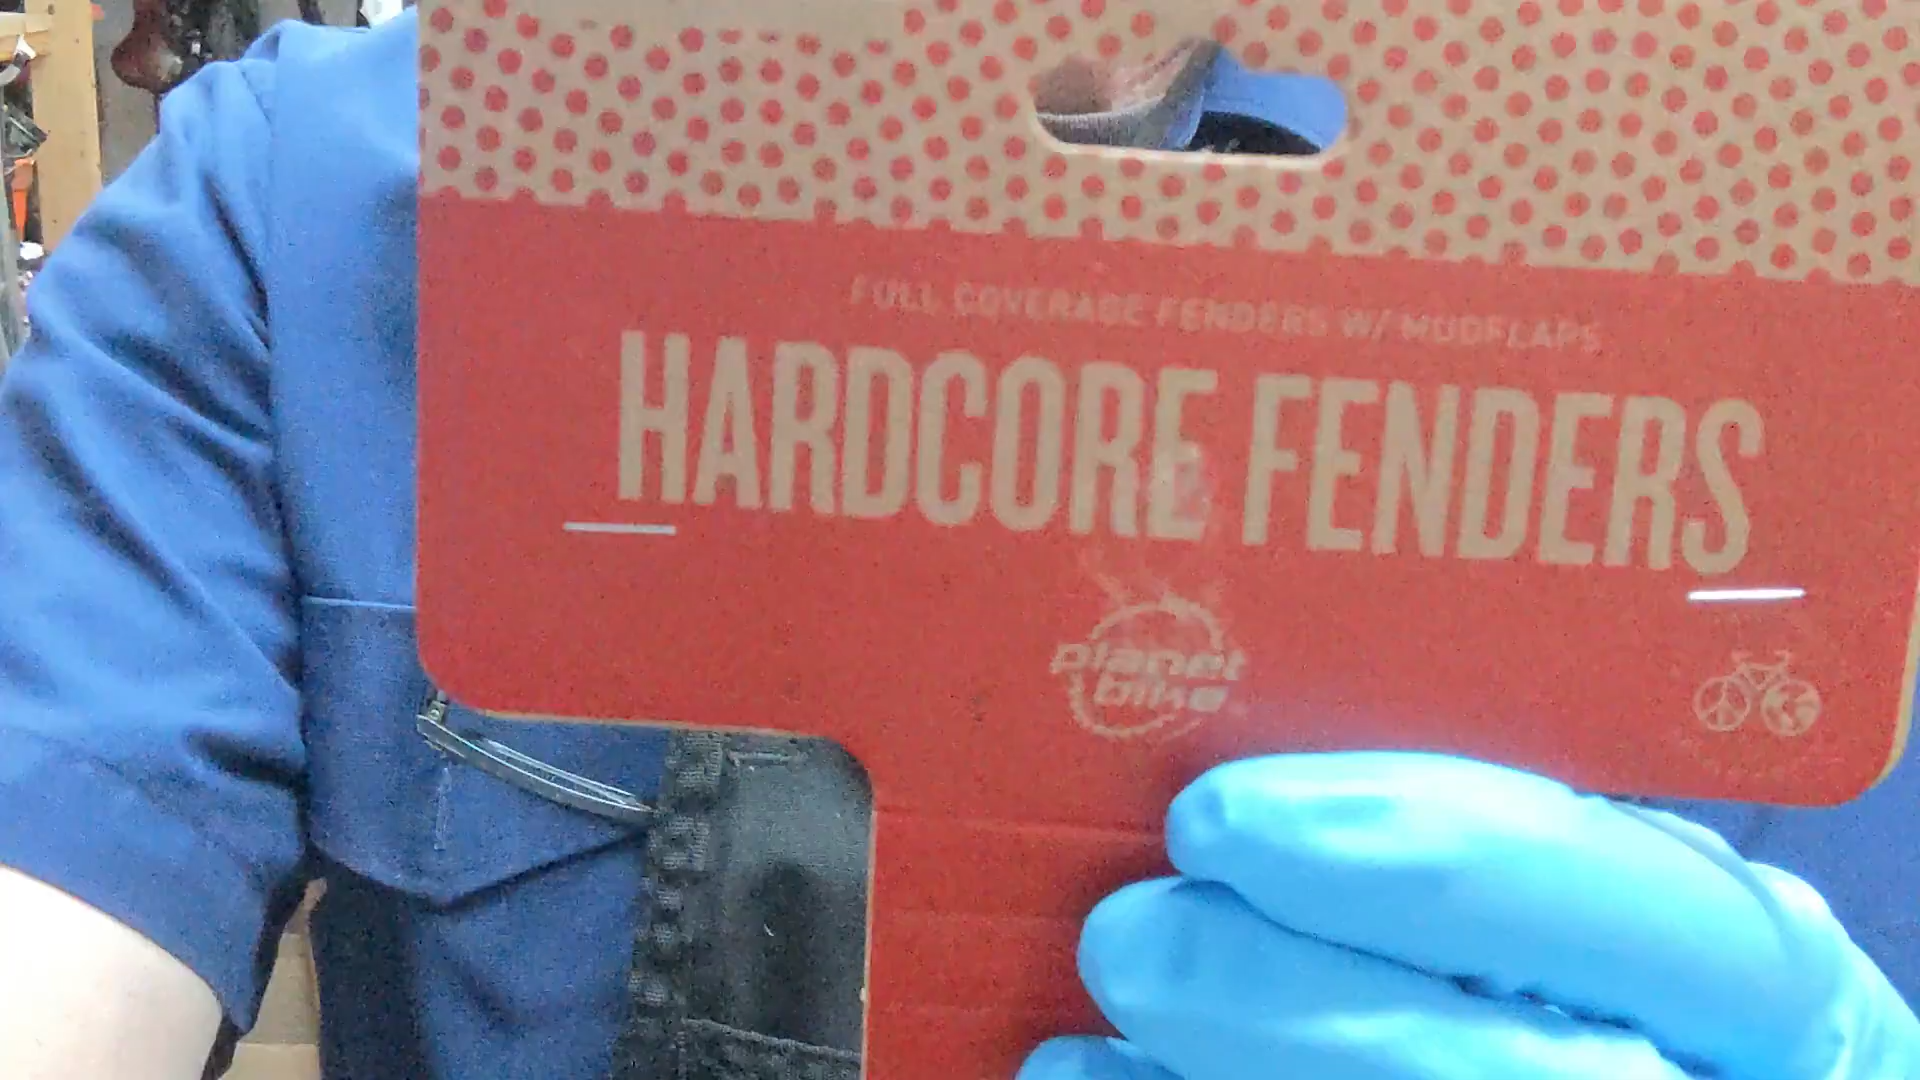 FULL COVERAGE FENDERS W/ MUDFLAPS
HARDCORE FENDERS
planet
bike